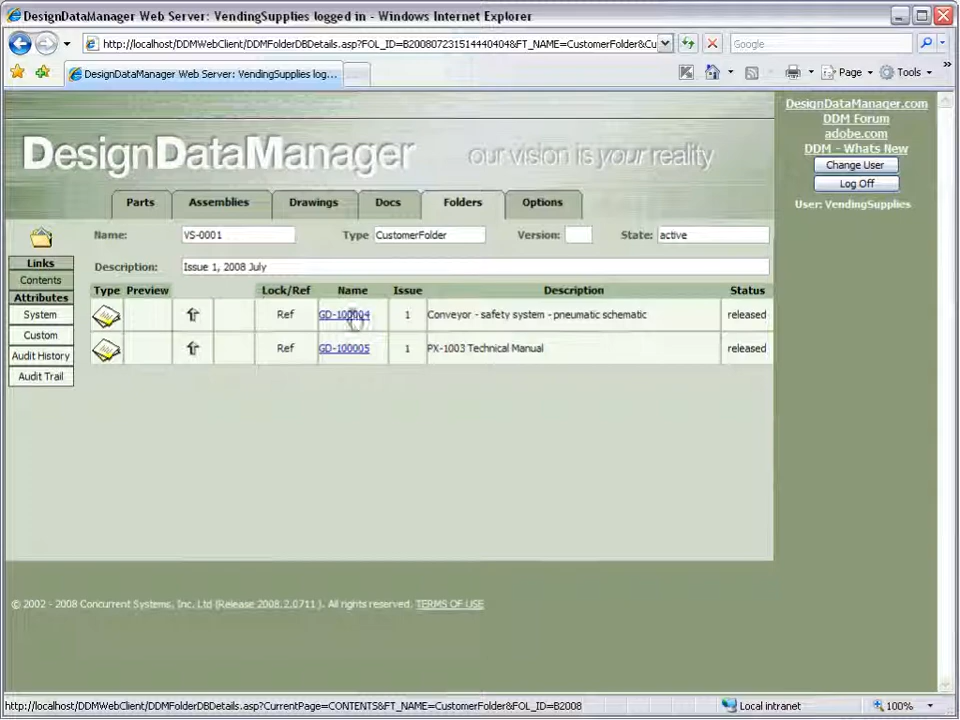 DesignDataManager Web Server: VendingSupplies logged in - Windows Internet Explorer
http://localhost/DDMWebClient/DDMFolderDBDetails.asp?FOL_ID=B20080723151440404&FT_NAME=CustomerFolder&Cu
Google
DesignDataManager Web Server: VendingSupplies log...
Page
Tools
DesignDataManager
our vision is your reality
DesignDataManager.com
DDM Forum
adobe.com
DDM - Whats New
Change User
Log Off
User: VendingSupplies
Parts Assemblies Drawings Docs Folders Options
Name: VS-0001 Type CustomerFolder Version: State: active
Description: Issue 1, 2008 July
Links
Contents
Attributes
System
Custom
Audit History
Audit Trail
Type Preview Lock/Ref Name Issue Description Status
Ref GD-100004 1 Conveyor - safety system - pneumatic schematic released
Ref GD-100005 1 PX-1003 Technical Manual released
© 2002 - 2008 Concurrent Systems, Inc. Ltd (Release 2008.2.0711 ). All rights reserved. TERMS OF USE
http://localhost/DDMWebClient/DDMFolderDBDetails.asp?CurrentPage=CONTENTS&FT_NAME=CustomerFolder&FOL_ID=B2008
Local intranet
100%